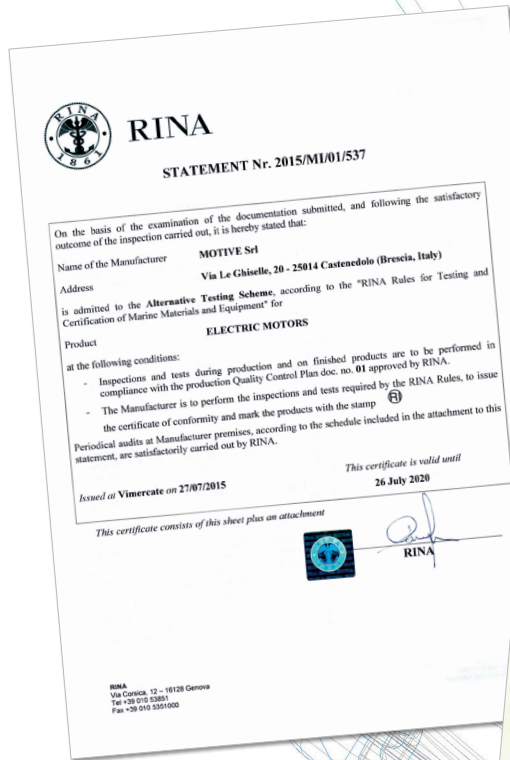 RINA
1861
RINA
STATEMENT Nr. 2015/MI/01/537
On the basis of the examination of the documentation submitted, and following the satisfactory
outcome of the inspection carried out, it is hereby stated that:
Name of the Manufacturer MOTIVE Srl
Address Via Le Ghiselle, 20 - 25014 Castenedolo (Brescia, Italy)
is admitted to the Alternative Testing Scheme, according to the "RINA Rules for Testing and
Certification of Marine Materials and Equipment" for
Product ELECTRIC MOTORS
at the following conditions:
- Inspections and tests during production and on finished products are to be performed in
compliance with the production Quality Control Plan doc. no. 01 approved by RINA.
- The Manufacturer is to perform the inspections and tests required by the RINA Rules, to issue
the certificate of conformity and mark the products with the stamp
Periodical audits at Manufacturer premises, according to the schedule included in the attachment to this
statement, are satisfactorily carried out by RINA.
This certificate is valid until
Issued at Vimercate on 27/07/2015 26 July 2020
This certificate consists of this sheet plus an attachment
RINA
RINA
Via Corsica, 12 – 16128 Genova
Tel +39 010 53851
Fax +39 010 5351000